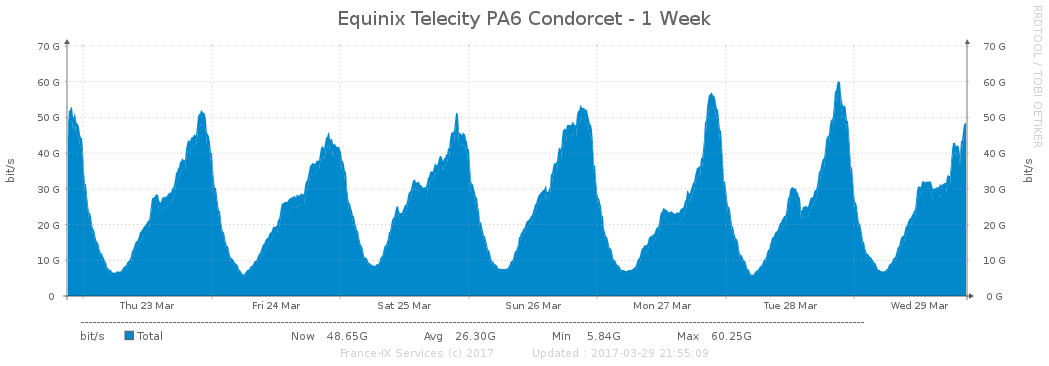 Equinix Telecity PA6 Condorcet - 1 Week
RRDTOOL / TOBI OETIKER
bit/s
bit/s
70 G 70 G
60 G 60 G
50 G 50 G
40 G 40 G
30 G 30 G
20 G 20 G
10 G 10 G
0 0 G
Thu 23 Mar Fri 24 Mar Sat 25 Mar Sun 26 Mar Mon 27 Mar Tue 28 Mar Wed 29 Mar
bit/s Total Now 48.65G Avg 26.30G Min 5.84G Max 60.25G
France-IX Services (c) 2017 Updated : 2017-03-29 21:55:09